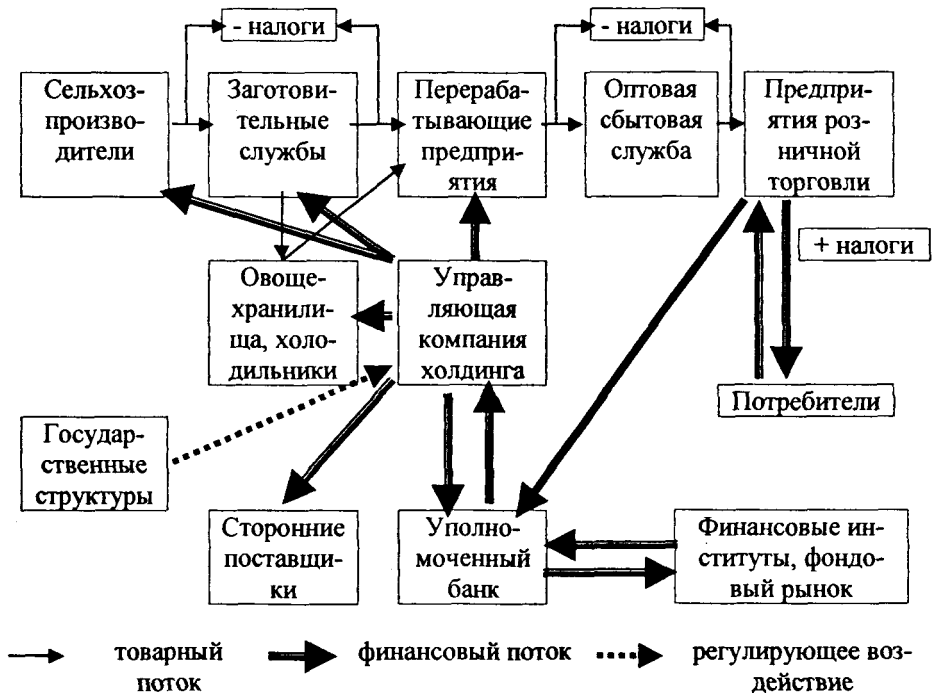 - налоги
- налоги
Сельхоз-
произво-
дители
Заготови-
тельные
службы
Перераба-
тывающие
предпри-
ятия
Оптовая
сбытовая
служба
Предпри-
ятия роз-
ничной
торговли
+ налоги
Овоще-
хранили-
ща, холо-
дильники
Управ-
ляющая
компания
холдинга
Потребители
Государ-
ственные
структуры
Сторонние
поставщи-
ки
Уполно-
моченный
банк
Финансовые ин-
ституты, фондо-
вый рынок
товарный
поток
финансовый поток
регулирующее воз-
действие